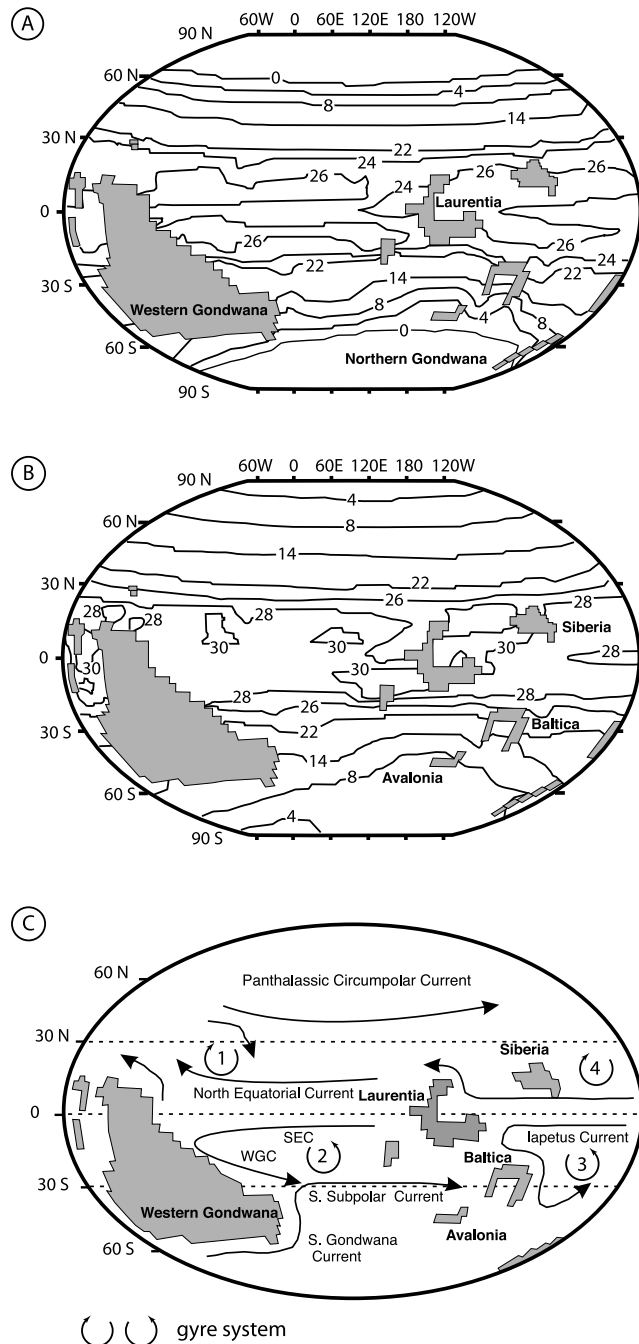 A
60W 0 60E 120E 180 120W
90 N
60 N
0
4
8
14
30 N
22
24
26
26
24
26
Laurentia
0
26
26
22
24
22
14
30 S
Western Gondwana
8
4
8
0
60 S
Northern Gondwana
90 S
B
60W 0 60E 120E 180 120W
90 N
4
60 N
8
14
30 N
22
26
28
28
28
28
Siberia
30
30
0
30
30
30
28
28
28
26
22
Baltica
30 S
14
Avalonia
8
60 S
4
90 S
C
60 N
Panthalassic Circumpolar Current
30 N
Siberia
1
4
North Equatorial Current
Laurentia
0
SEC
Iapetus Current
WGC
2
Baltica
3
30 S
Western Gondwana
S. Subpolar Current
Avalonia
S. Gondwana
Current
60 S
gyre system